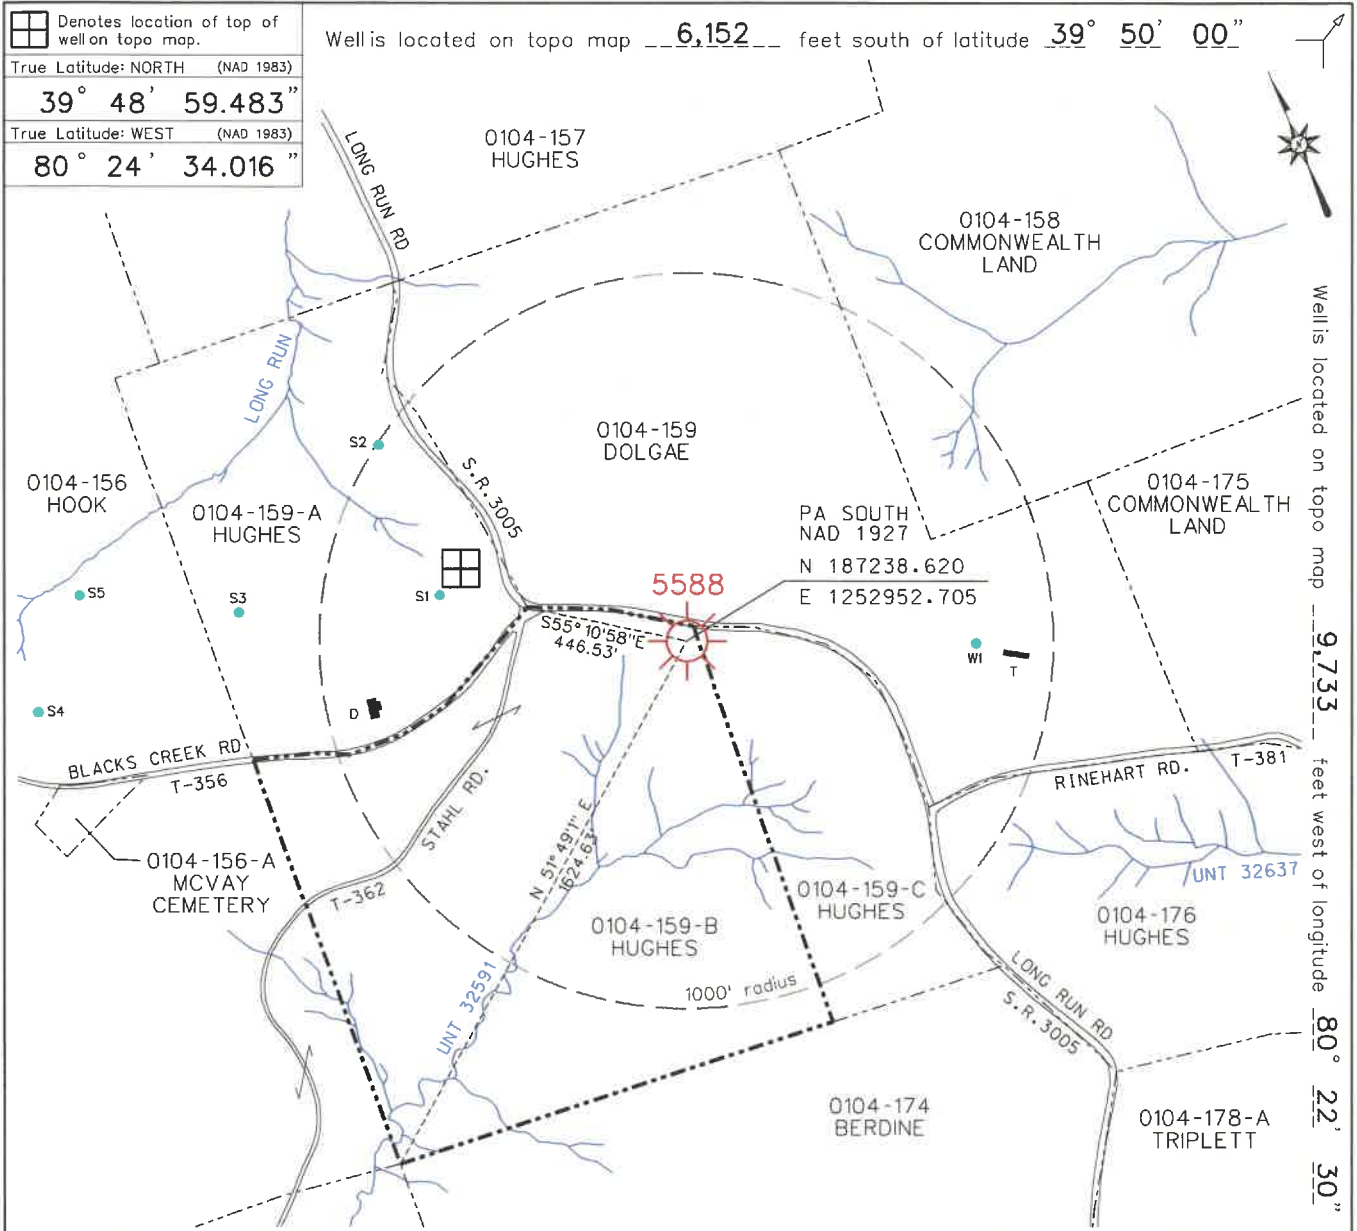 Denotes location of top of
well on topo map.
True Latitude: NORTH (NAD 1983)
39° 48' 59.483"
True Latitude: WEST (NAD 1983)
80° 24' 34.016"
Well is located on topo map 6,152 feet south of latitude 39° 50' 00"
Well is located on topo map 9,733 feet west of longitude 80° 22' 30"
N
0104-157
HUGHES
LONG RUN RD
0104-158
COMMONWEALTH
LAND
LONG RUN
S2
0104-159
DOLGAE
S.R. 3005
0104-156
HOOK
0104-159-A
HUGHES
0104-175
COMMONWEALTH
LAND
PA SOUTH
NAD 1927
N 187238.620
E 1252952.705
5588
S5
S3
S1
S55°10'58"E
446.53'
W1
T
S4
D
BLACKS CREEK RD
T-356
STAHL RD.
T-362
RINEHART RD.
T-381
0104-156-A
MCVAY
CEMETERY
N 51°49'1" E
1624.63'
UNT 32637
0104-159-C
HUGHES
0104-159-B
HUGHES
0104-176
HUGHES
UNT 32591
1000' radius
LONG RUN RD
S.R. 3005
0104-174
BERDINE
0104-178-A
TRIPLETT